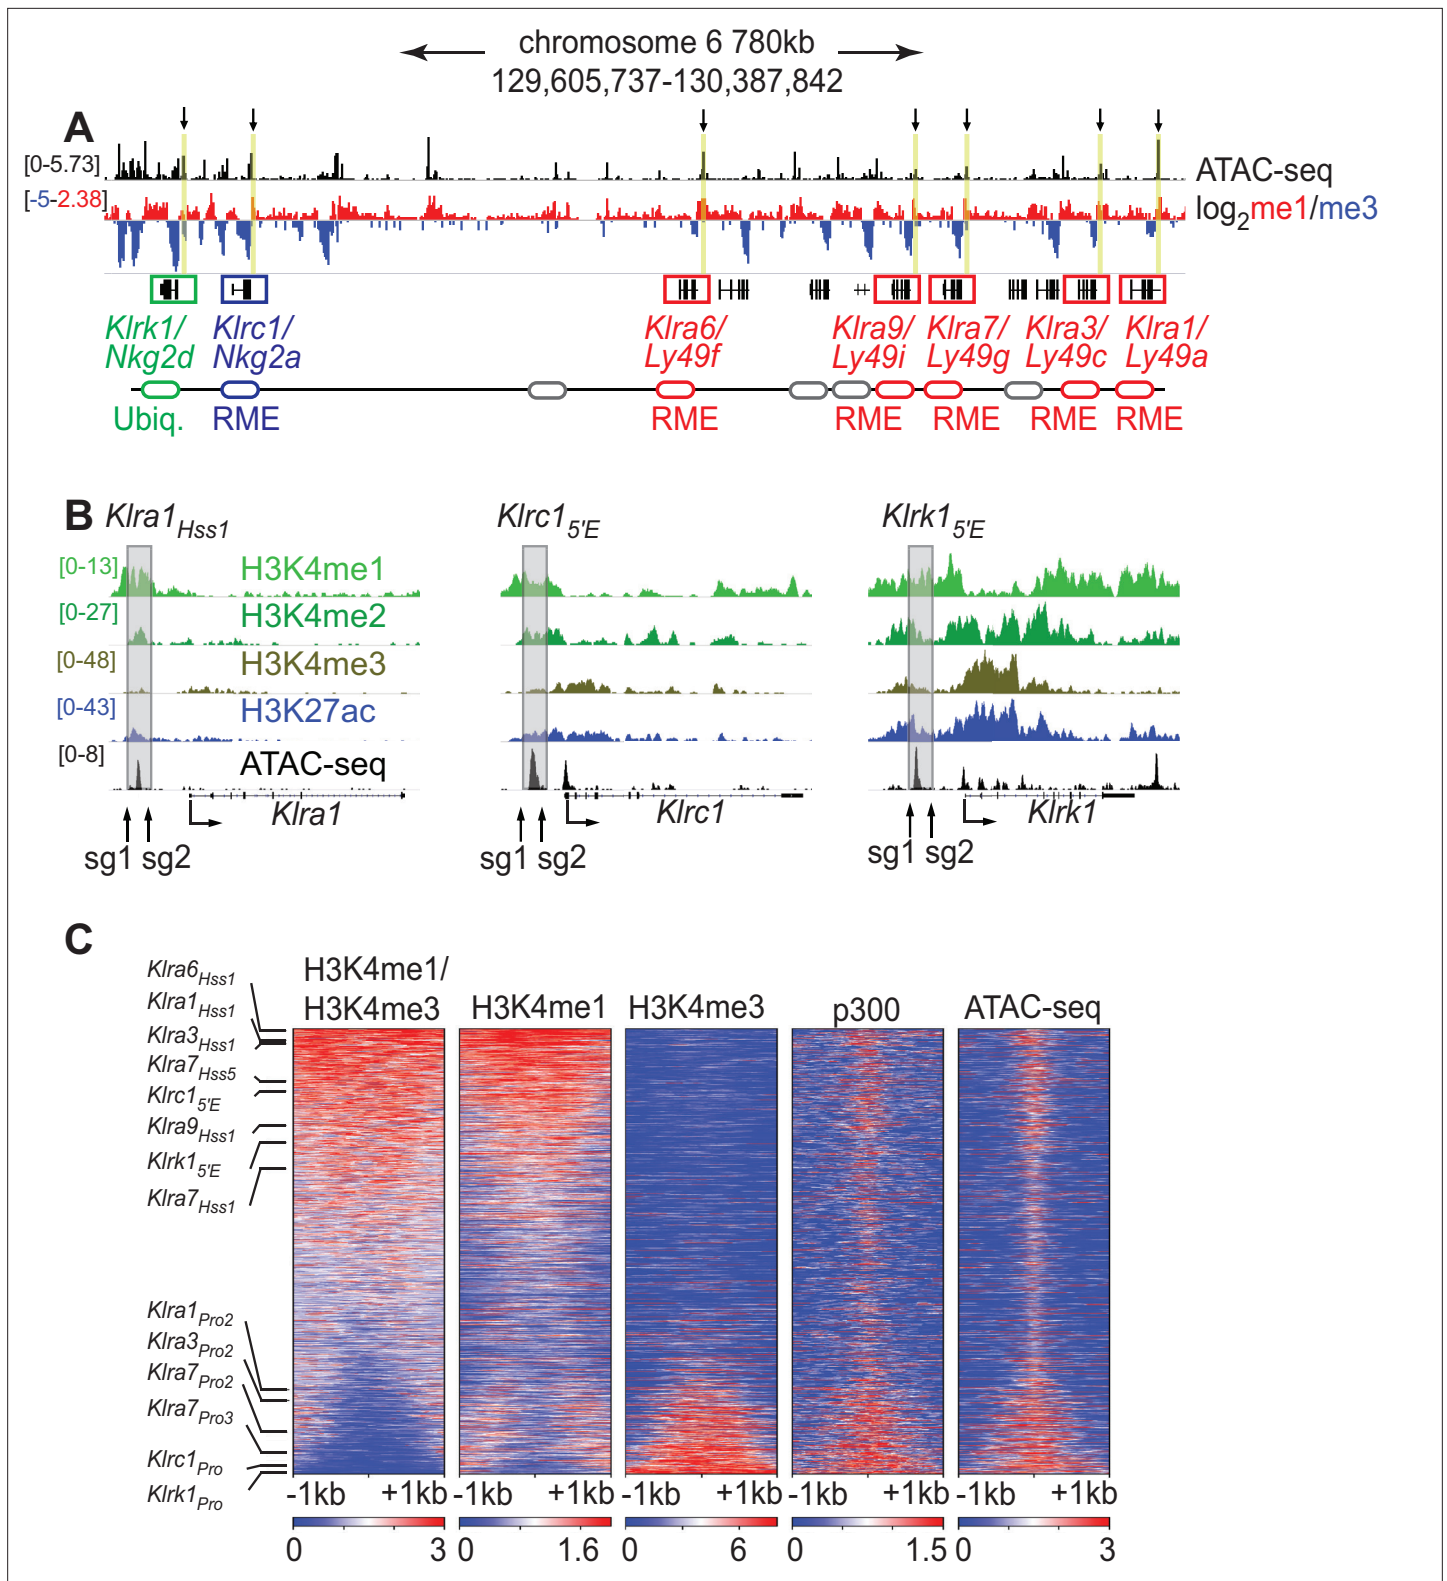 chromosome 6 780kb
129,605,737-130,387,842
A
[0-5.73]
ATAC-seq
[-5-2.38]
log2me1/me3
Klrk1/ Klrc1/ Klra6/ Klra9/ Klra7/ Klra3/ Klra1/
Nkg2d Nkg2a Ly49f Ly49i Ly49g Ly49c Ly49a
Ubiq. RME RME RME RME RME RME
B
Klra1Hss1 Klrc15'E Klrk15'E
[0-13] H3K4me1
[0-27] H3K4me2
[0-48] H3K4me3
[0-43] H3K27ac
[0-8] ATAC-seq
Klra1 Klrc1 Klrk1
sg1 sg2 sg1 sg2 sg1 sg2
C
H3K4me1/
H3K4me3 H3K4me1 H3K4me3 p300 ATAC-seq
Klra6Hss1
Klra1Hss1
Klra3Hss1
Klra7Hss5
Klrc15'E
Klra9Hss1
Klrk15'E
Klra7Hss1
Klra1Pro2
Klra3Pro2
Klra7Pro2
Klra7Pro3
Klrc1Pro
Klrk1Pro
-1kb +1kb -1kb +1kb -1kb +1kb -1kb +1kb -1kb +1kb
0 3 0 1.6 0 6 0 1.5 0 3